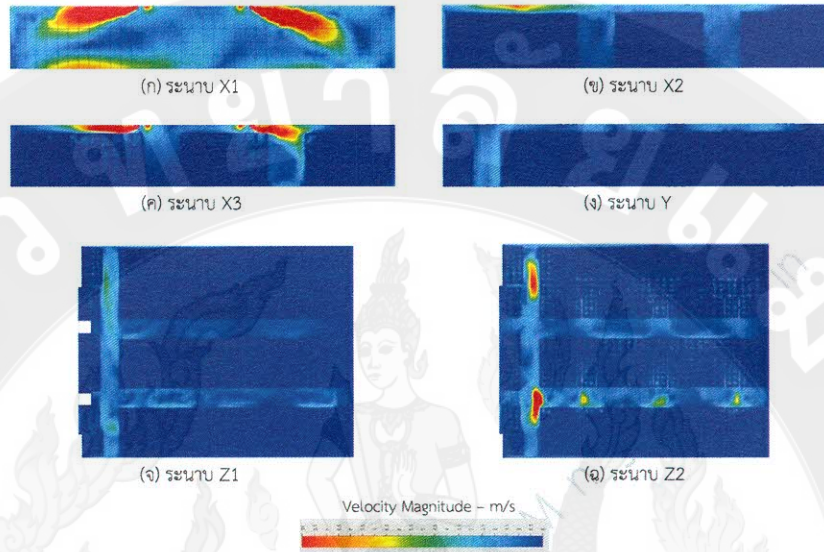 (ก) ระนาบ X1
(ข) ระนาบ X2
(ค) ระนาบ X3
(ง) ระนาบ Y
(จ) ระนาบ Z1
(ฉ) ระนาบ Z2
Velocity Magnitude – m/s